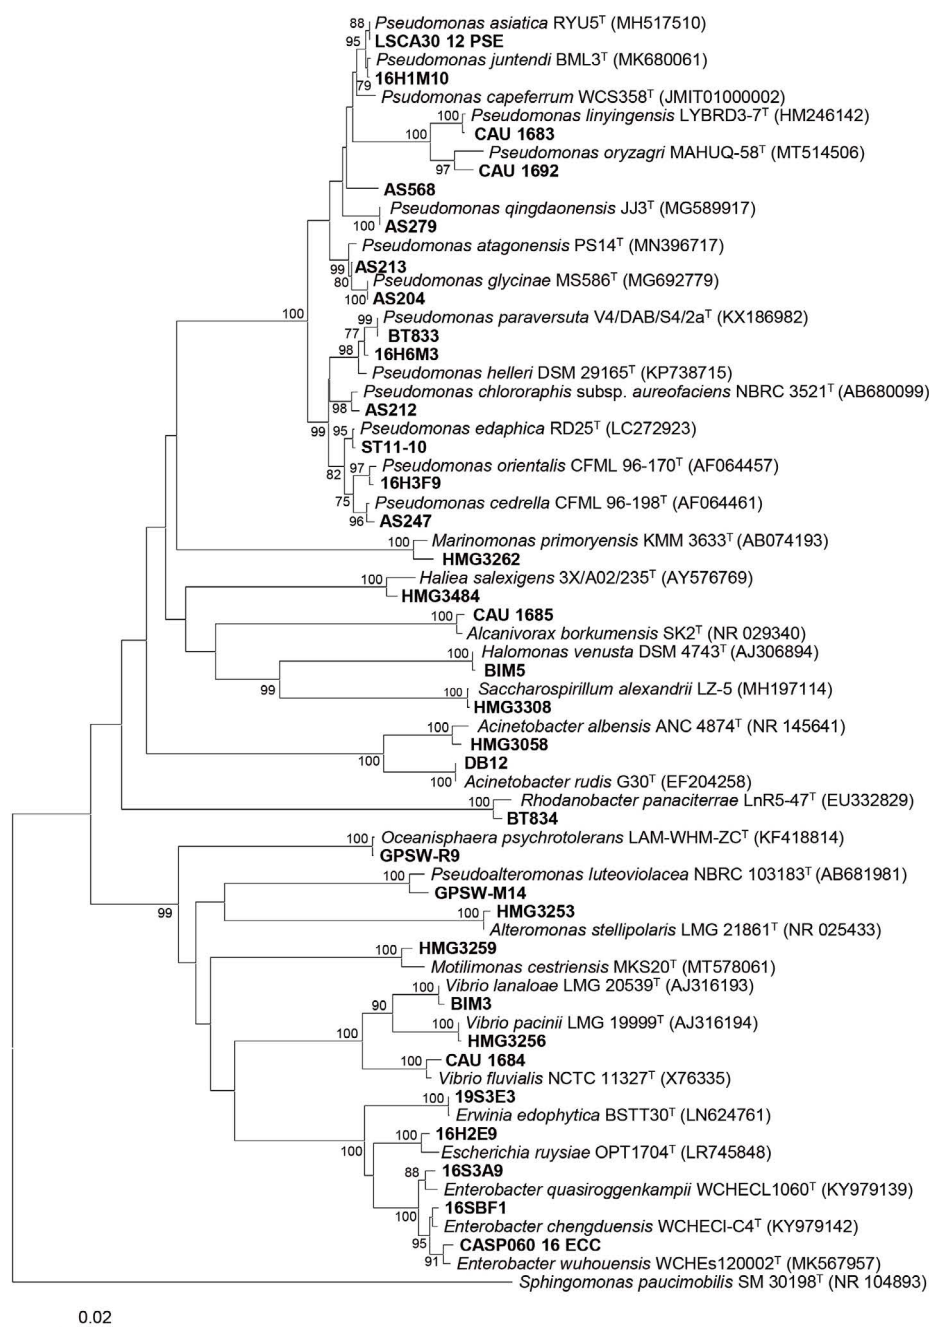 88 Pseudomonas asiatica RYU5T (MH517510)
95 LSCA30 12 PSE
Pseudomonas juntendi BML3T (MK680061)
16H1M10
79
Psudomonas capeferrum WCS358T (JMIT01000002)
100 Pseudomonas linyingensis LYBRD3-7T (HM246142)
100 CAU 1683
Pseudomonas oryzagri MAHUQ-58T (MT514506)
97 CAU 1692
AS568
Pseudomonas qingdaonensis JJ3T (MG589917)
100 AS279
Pseudomonas atagonensis PS14T (MN396717)
99 AS213
80 Pseudomonas glycinae MS586T (MG692779)
100 AS204
100 99 Pseudomonas paraversuta V4/DAB/S4/2aT (KX186982)
77 BT833
98 16H6M3
Pseudomonas helleri DSM 29165T (KP738715)
Pseudomonas chlororaphis subsp. aureofaciens NBRC 3521T (AB680099)
98 AS212
99 95 Pseudomonas edaphica RD25T (LC272923)
ST11-10
82 97 Pseudomonas orientalis CFML 96-170T (AF064457)
16H3F9
75 Pseudomonas cedrella CFML 96-198T (AF064461)
96 AS247
100 Marinomonas primoryensis KMM 3633T (AB074193)
HMG3262
100 Haliea salexigens 3X/A02/235T (AY576769)
HMG3484
100 CAU 1685
Alcanivorax borkumensis SK2T (NR 029340)
100 Halomonas venusta DSM 4743T (AJ306894)
BIM5
99 100 Saccharospirillum alexandrii LZ-5 (MH197114)
HMG3308
100 Acinetobacter albensis ANC 4874T (NR 145641)
HMG3058
100 DB12
100 Acinetobacter rudis G30T (EF204258)
100 Rhodanobacter panaciterrae LnR5-47T (EU332829)
BT834
100 Oceanisphaera psychrotolerans LAM-WHM-ZCT (KF418814)
GPSW-R9
100 Pseudoalteromonas luteoviolacea NBRC 103183T (AB681981)
GPSW-M14
99 100 HMG3253
Alteromonas stellipolaris LMG 21861T (NR 025433)
100 HMG3259
Motilimonas cestriensis MKS20T (MT578061)
100 Vibrio lanaloae LMG 20539T (AJ316193)
90 BIM3
100 Vibrio pacinii LMG 19999T (AJ316194)
100 HMG3256
100 CAU 1684
Vibrio fluvialis NCTC 11327T (X76335)
100 19S3E3
Erwinia edophytica BSTT30T (LN624761)
100 16H2E9
100 Escherichia ruysiae OPT1704T (LR745848)
88 16S3A9
Enterobacter quasiroggenkampii WCHECL1060T (KY979139)
100 16SBF1
Enterobacter chengduensis WCHECl-C4T (KY979142)
95 CASP060 16 ECC
91 Enterobacter wuhouensis WCHEs120002T (MK567957)
Sphingomonas paucimobilis SM 30198T (NR 104893)
0.02